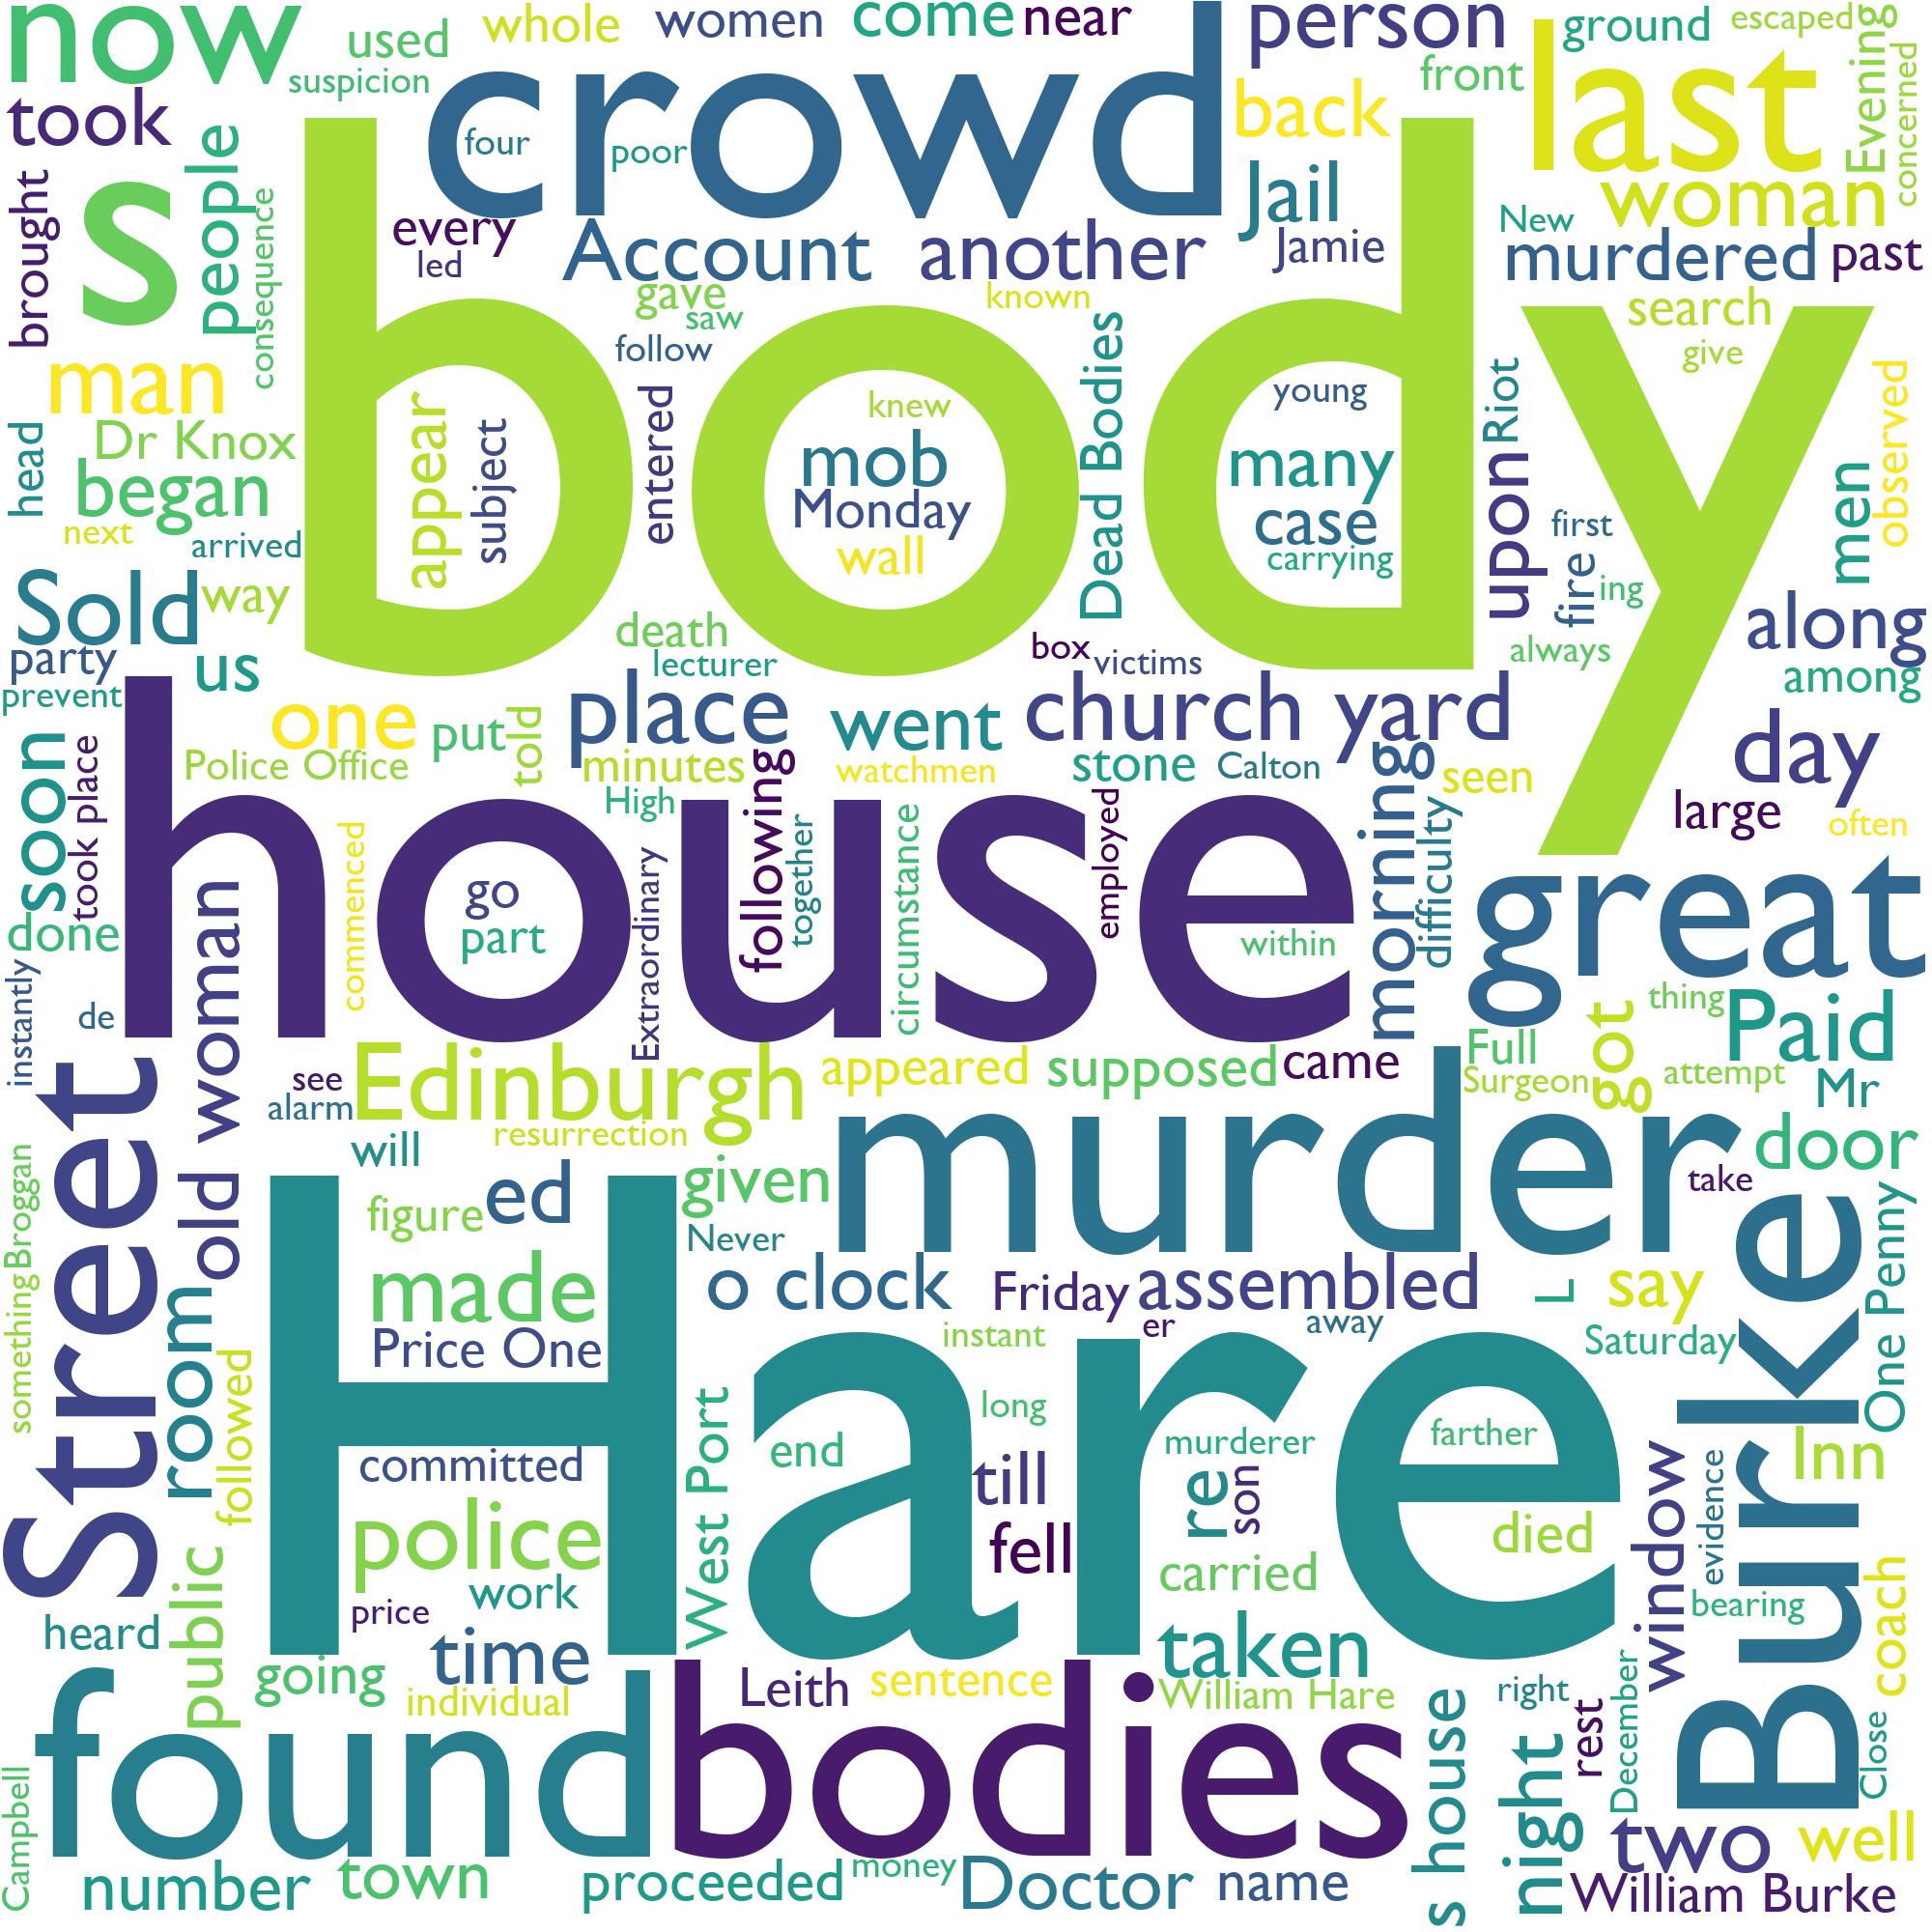 now
used
whole
women
come
near
person
ground
escaped
suspicion
crowd
front
last
Evening
concerned
took
back
people
four
poor
Jail
woman
s
brought
every
led
Account
another
Jamie
New
murdered
past
consequence
gave
saw
known
search
give
body
follow
man
Dr Knox
head
began
next
arrived
appear
subject
entered
knew
mob
Monday
wall
Dead Bodies
young
many
case
carrying
Riot
upon
first
fire
ing
men
observed
Sold
way
us
party
prevent
death
lecturer
box
victims
always
along
among
one
put
told
place
went
church yard
day
Police Office
minutes
watchmen
stone
Calton
seen
High
soon
took place
house
following
together
circumstance
employed
morning
difficulty
large
often
done
commenced
go
part
Extraordinary
within
great
instantly
de
old woman
thing
Paid
Street
see
alarm
Edinburgh
resurrection
appeared
supposed
came
Full
Surgeon
got
attempt
Mr
will
given
murder
take
door
figure
ed
Never
Broggan
something
made
o clock
Friday
assembled
L
say
One Penny
Price One
instant
er
away
Saturday
room
followed
Hare
Burke
long
committed
end
till
murderer
re
son
farther
Inn
window
evidence
police
West Port
fell
died
work
carried
price
bearing
coach
heard
public
time
taken
going
individual
Leith
sentence
William Hare
right
rest
December
Close
found
bodies
s house
night
Campbell
number
town
proceeded
money
Doctor
name
two
well
William Burke